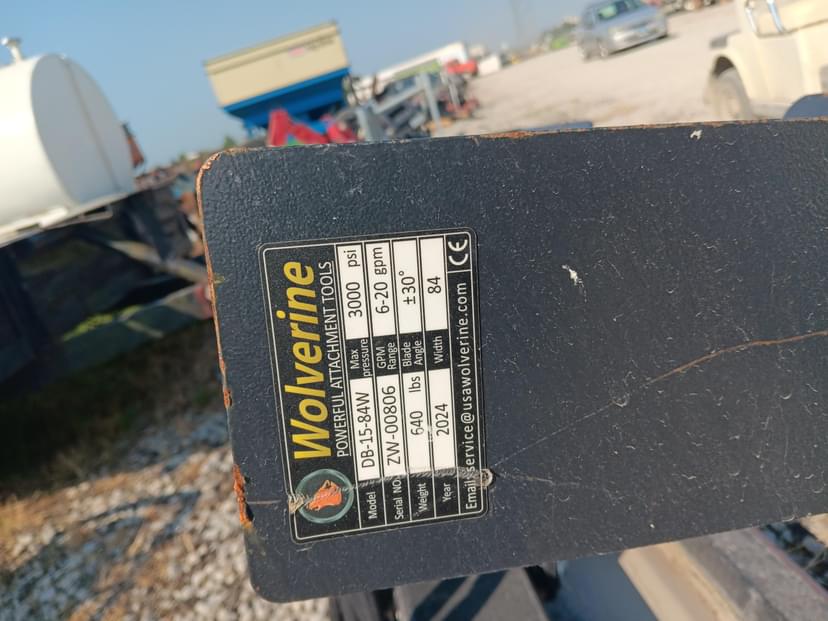 Wolverine
POWERFUL ATTACHMENT TOOLS
Model DB-15-84W Max pressure 3000 psi
Serial NO. ZW-00806 GPM Range 6-20 gpm
Weight 640 lbs Blade Angle ±30°
Year 2024 Width 84
Email: service@usawolverine.com CE